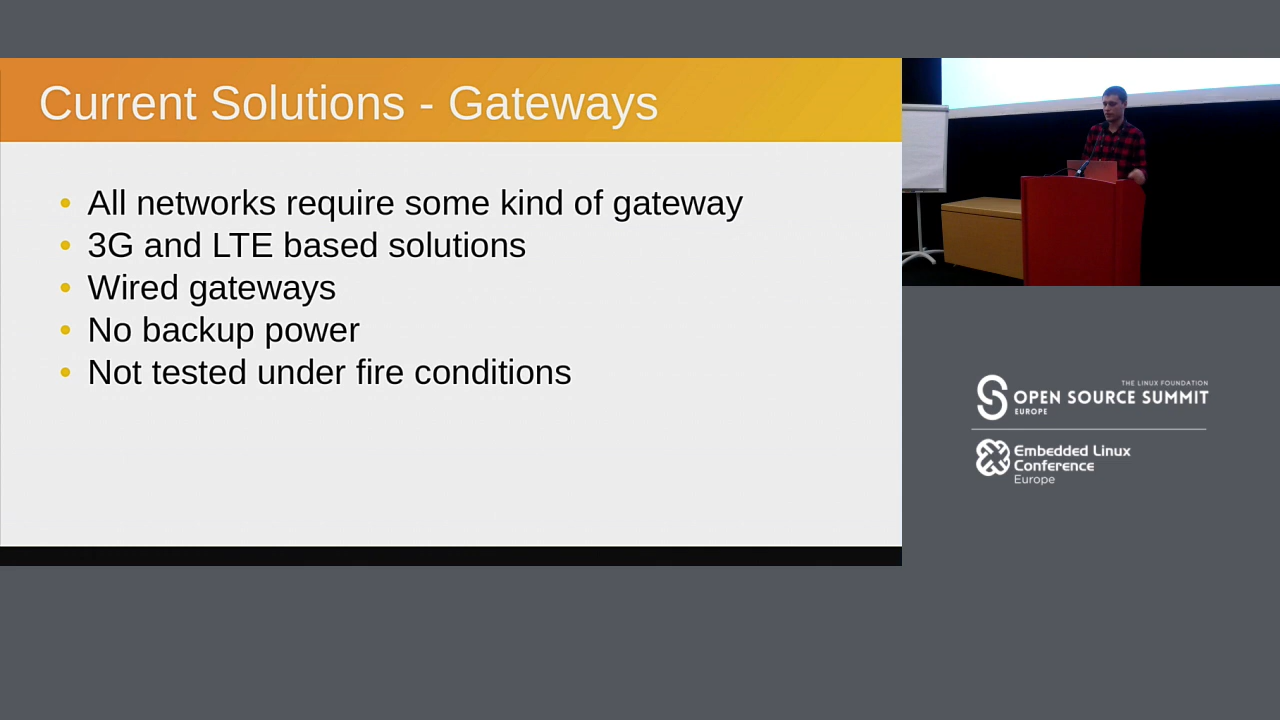 Current Solutions - Gateways
All networks require some kind of gateway
3G and LTE based solutions
Wired gateways
No backup power
Not tested under fire conditions
THE LINUX FOUNDATION
OPEN SOURCE SUMMIT
EUROPE
Embedded Linux
Conference
Europe